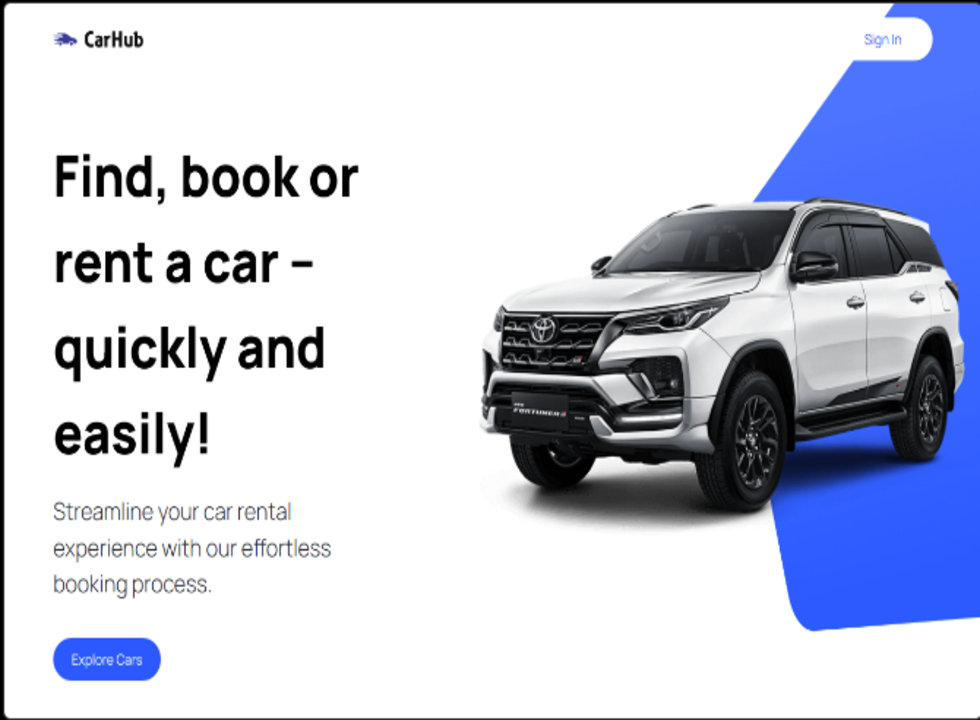 CarHub
Sign In
Find, book or
rent a car –
quickly and
easily!
FORTUNER
Streamline your car rental
experience with our effortless
booking process.
Explore Cars